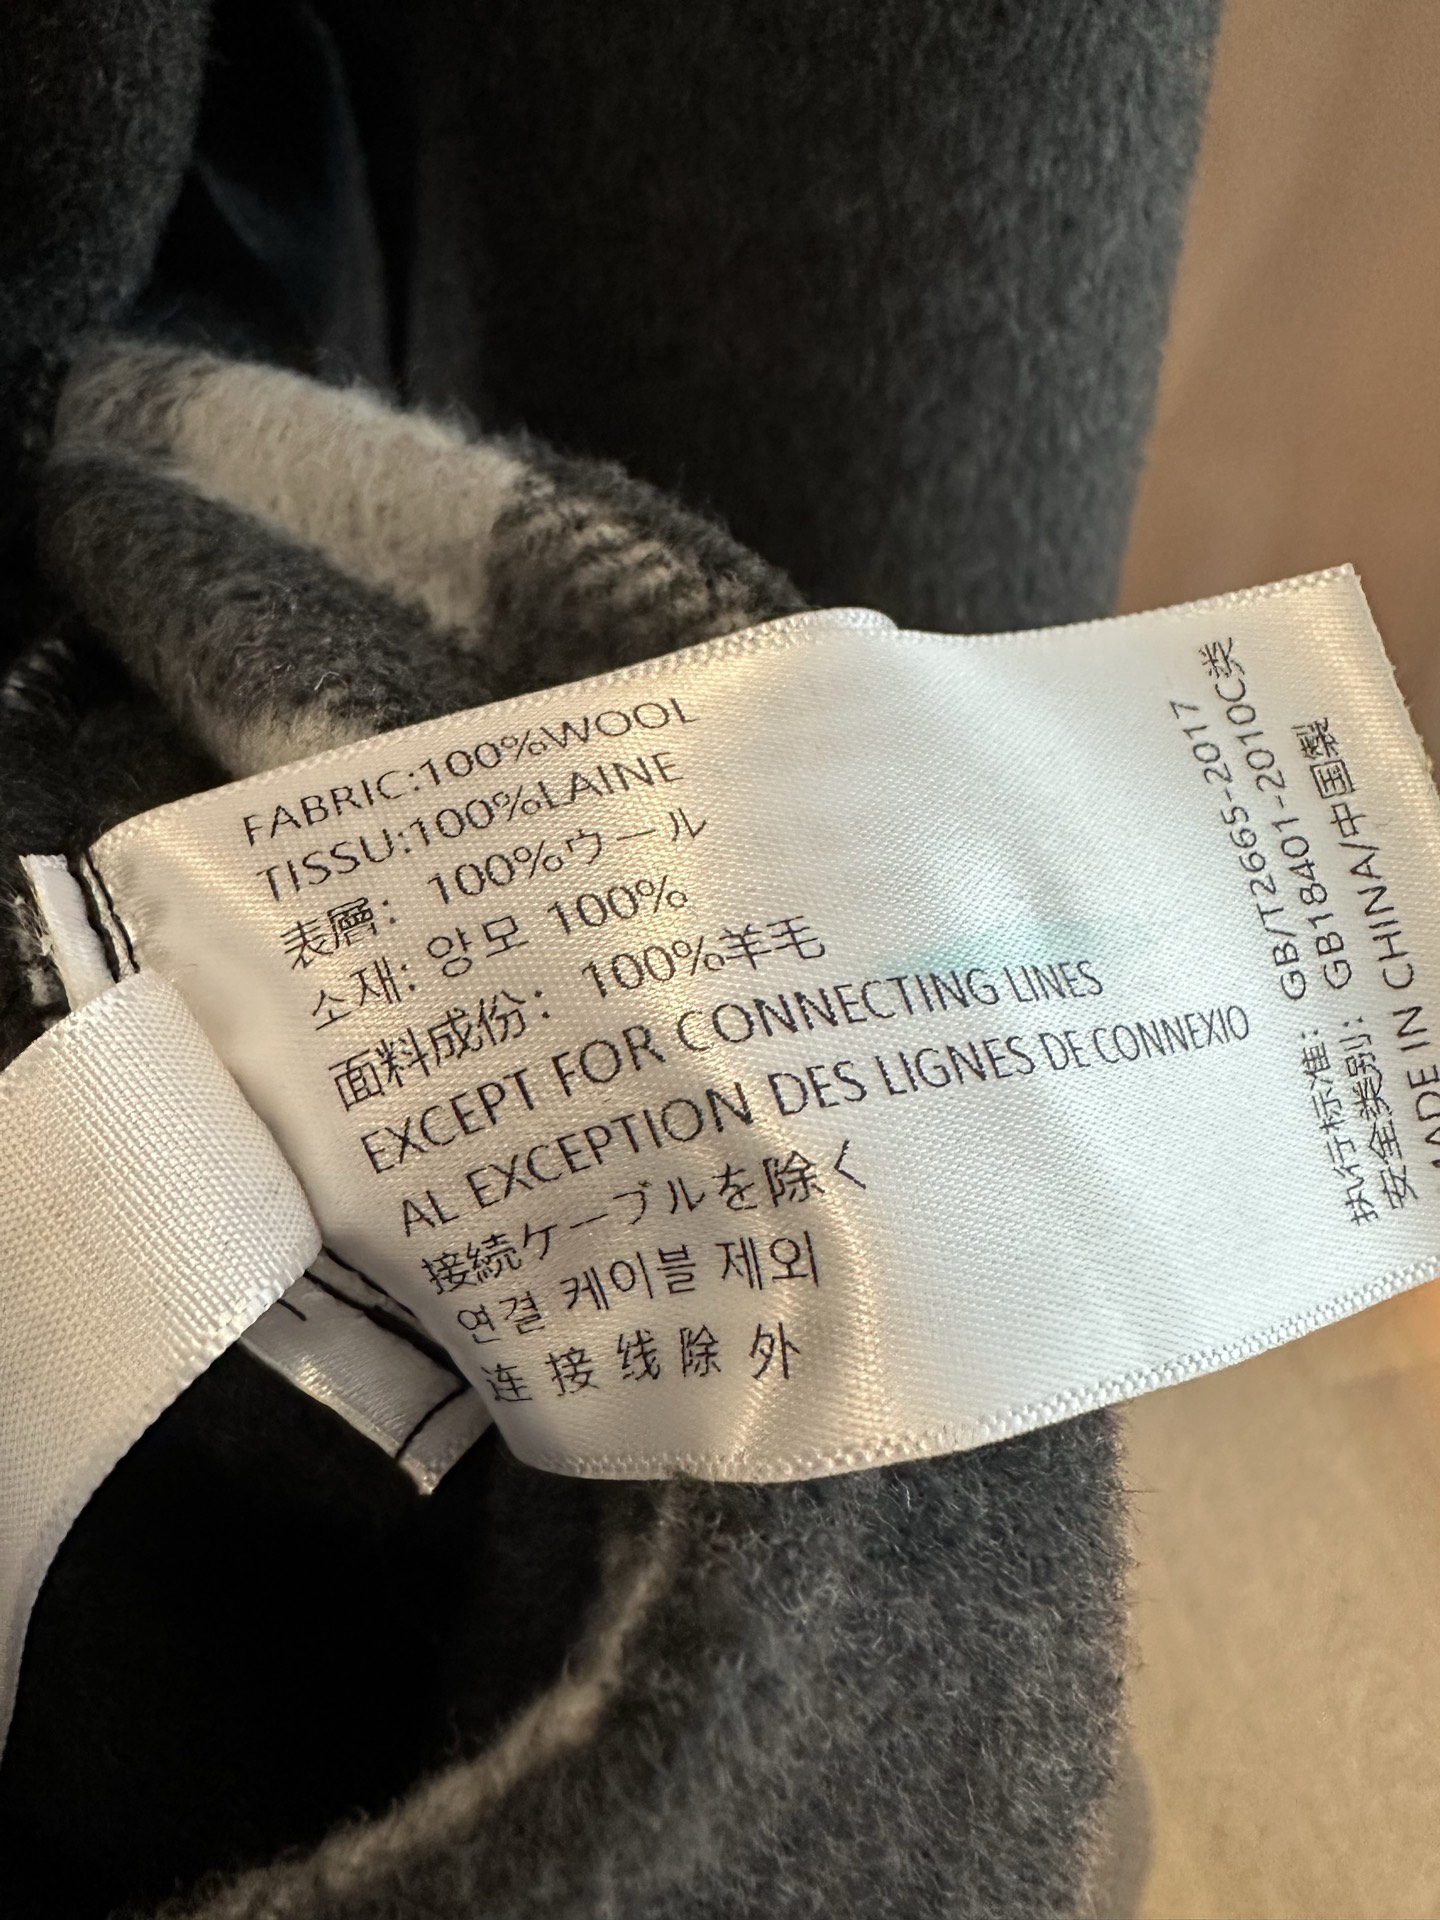 FABRIC:100%WOOL
TISSU:100%LAINE
表層: 100%ウール
소재: 양모 100%
面料成份: 100%羊毛
EXCEPT FOR CONNECTING LINES
AL EXCEPTION DES LIGNES DE CONNEXIO
接続ケーブルを除く
연결 케이블 제외
连 接 线 除 外
执行标准: GB/T2665-2017
安全类别: GB18401-2010C类
MADE IN CHINA/中国製